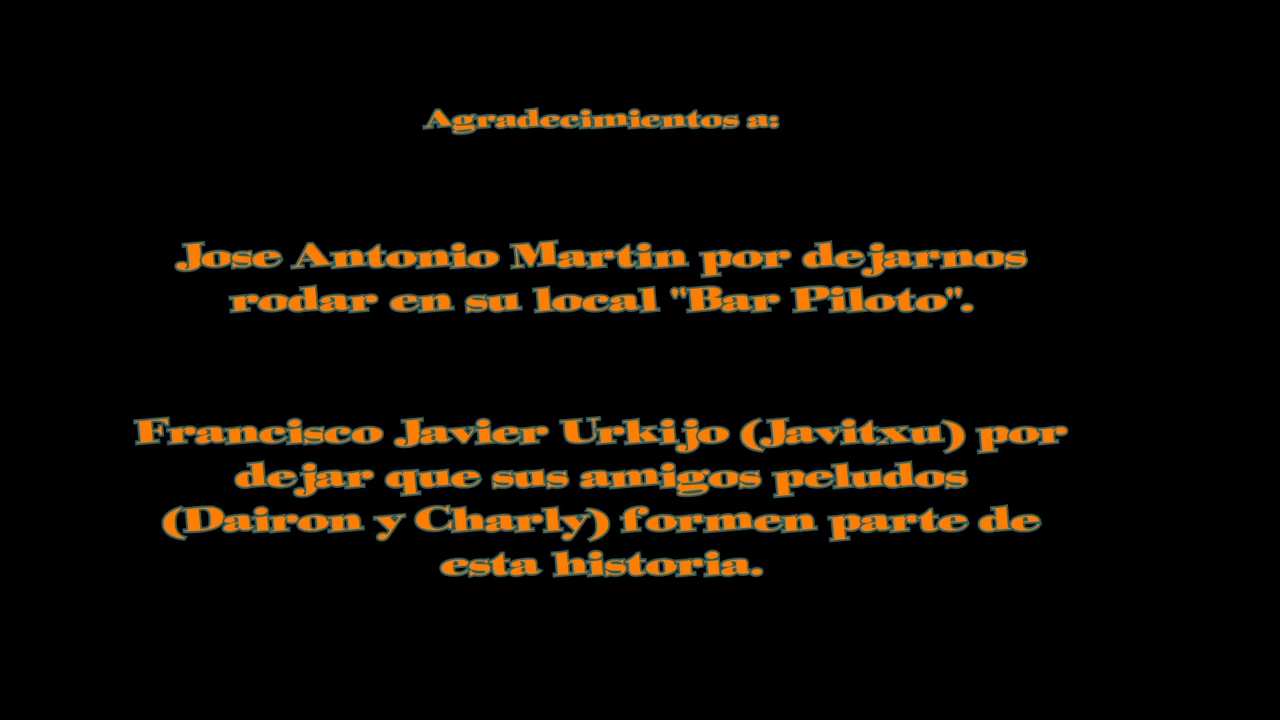 Agradecimientos a:
Jose Antonio Martin por dejarnos
rodar en su local "Bar Piloto".
Francisco Javier Urkijo (Javitxu) por
dejar que sus amigos peludos
(Dairon y Charly) formen parte de
esta historia.